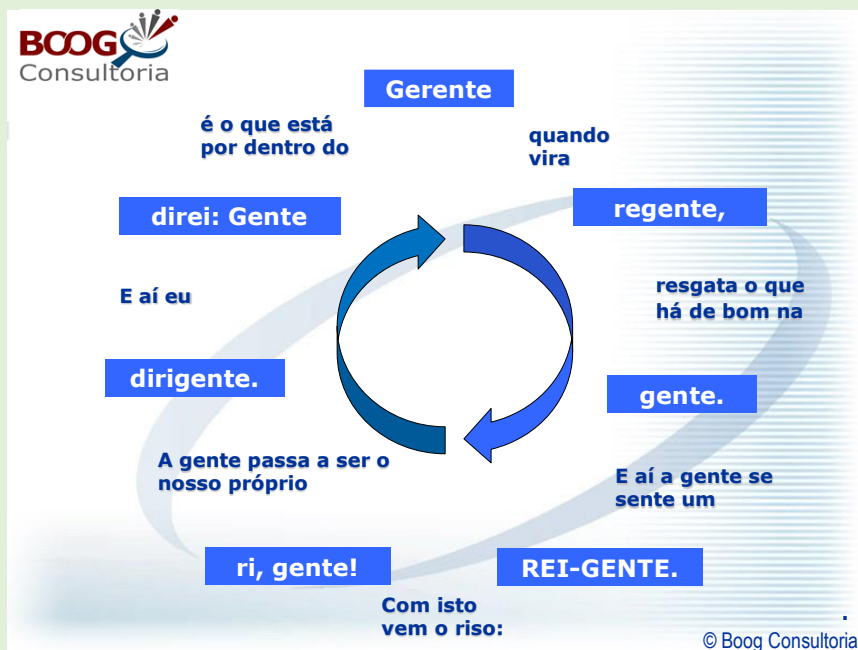 BOOG
Consultoria
Gerente
quando
vira
regente,
resgata o que
há de bom na
gente.
E aí a gente se
sente um
REI-GENTE.
Com isto
vem o riso:
ri, gente!
A gente passa a ser o
nosso próprio
dirigente.
E aí eu
direi: Gente
é o que está
por dentro do
.
© Boog Consultoria